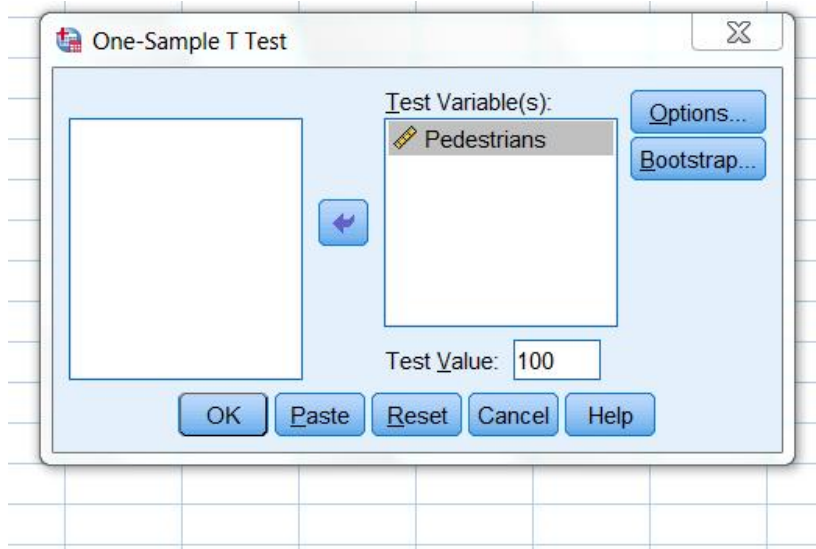 One-Sample T Test
Test Variable(s):
Pedestrians
Options...
Bootstrap...
Test Value: 100
OK Paste Reset Cancel Help